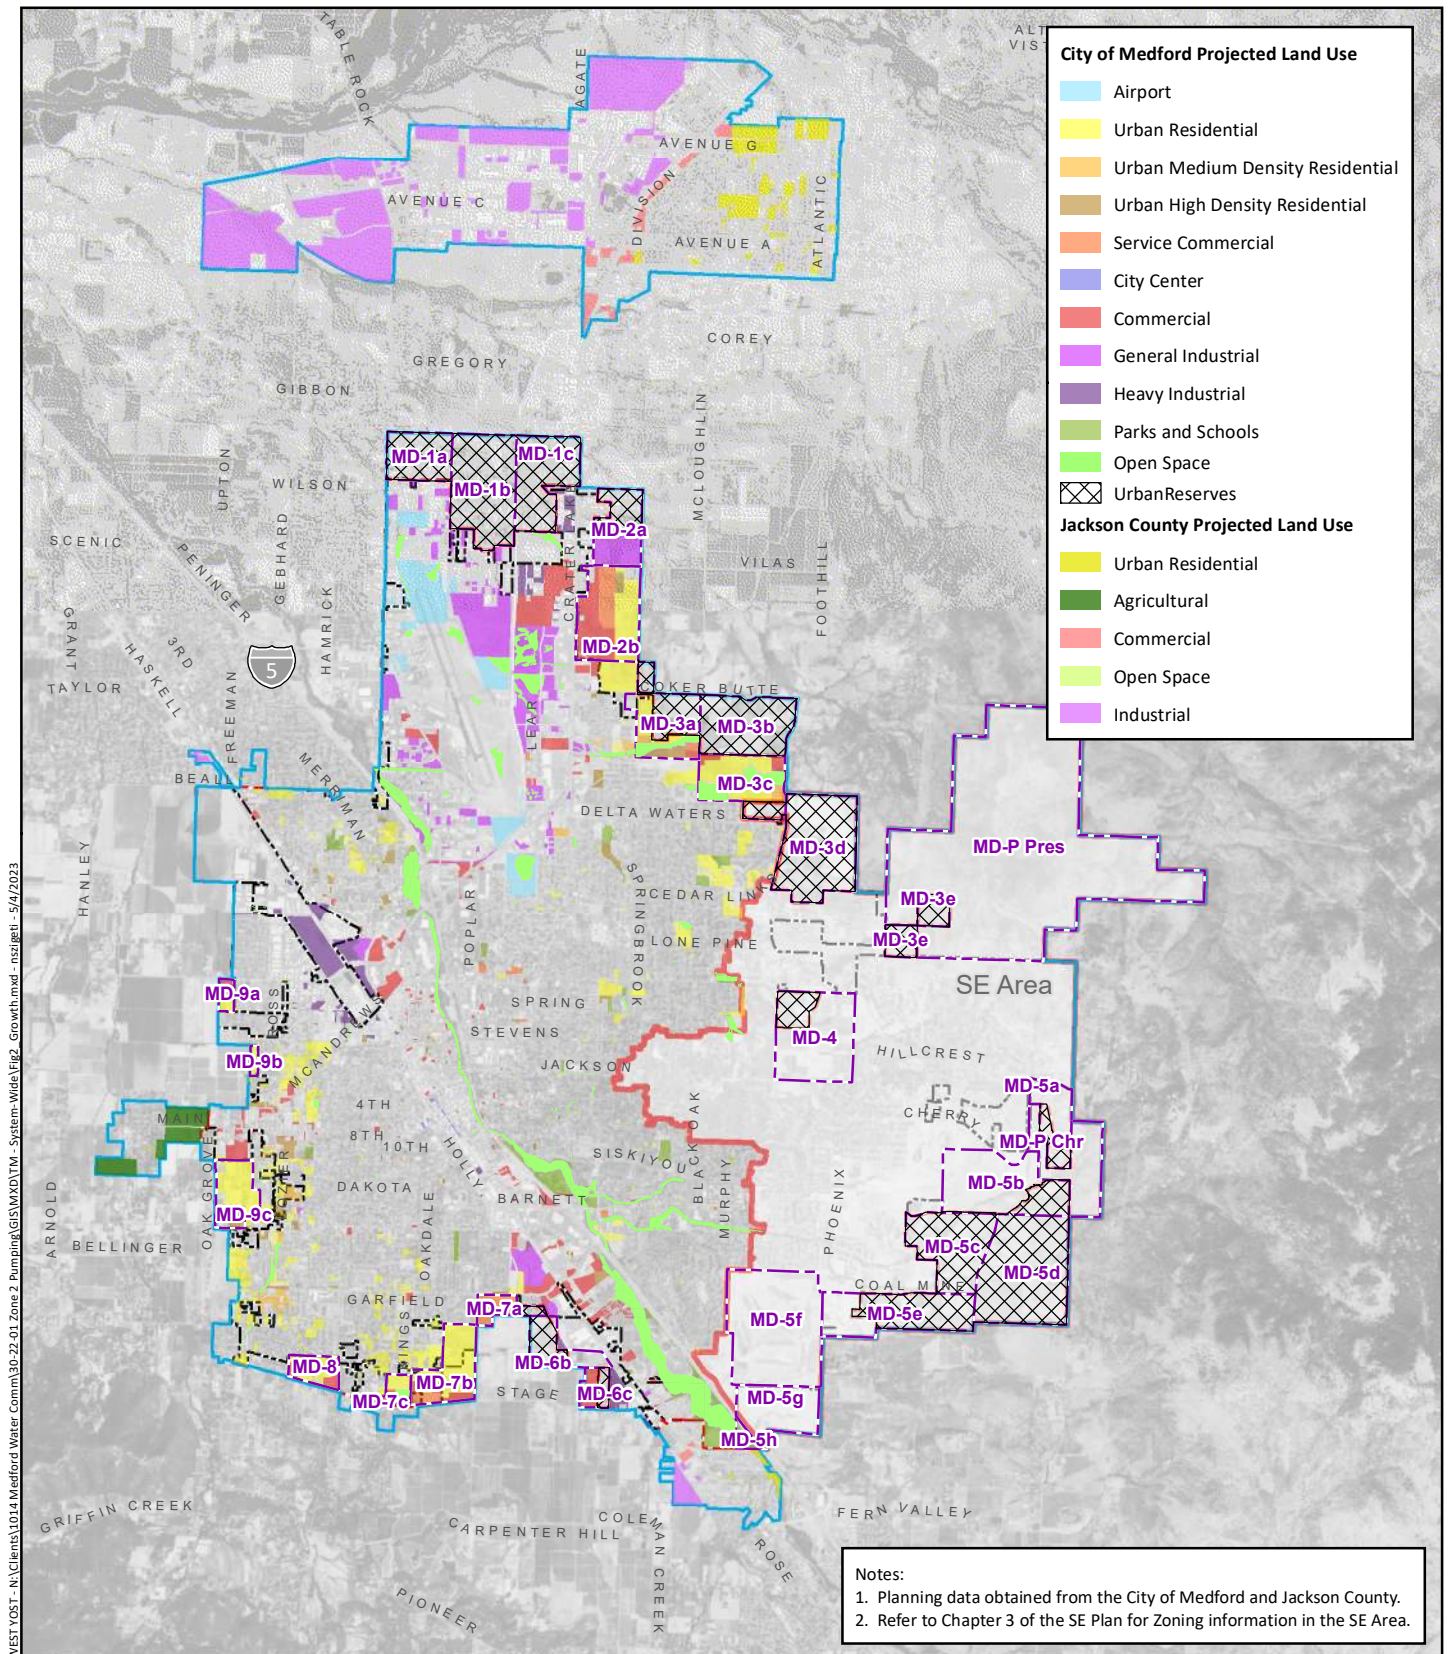 City of Medford Projected Land Use
Airport
Urban Residential
Urban Medium Density Residential
Urban High Density Residential
Service Commercial
City Center
Commercial
General Industrial
Heavy Industrial
Parks and Schools
Open Space
UrbanReserves
Jackson County Projected Land Use
Urban Residential
Agricultural
Commercial
Open Space
Industrial
TABLE ROCK
AGATE
AVENUE G
AVENUE C
DIVISION
AVENUE A
ATLANTIC
COREY
GREGORY
GIBBON
MD-1a
MD-1c
MD-1b
UPTON
WILSON
MCLOUGHLIN
CRATER LAKE
MD-2a
SCENIC
PENINGER
GEBHARD
VILAS
FOOTHILL
GRANT
3RD
HASKELL
HAMRICK
5
MD-2b
TAYLOR
COKER BUTTE
FREEMAN
LEAR
MD-3a
MD-3b
BEALL
MERRIMAN
MD-3c
DELTA WATERS
MD-3d
MD-P Pres
HANLEY
SPRINGBROOK
CEDAR LINKS
MD-3e
POPLAR
LONE PINE
MD-3e
SE Area
MD-9a
ROSS
SPRING
STEVENS
MCANDREWS
MD-4
MD-9b
JACKSON
HILLCREST
MD-5a
4TH
BLACK OAK
CHERRY
MAIN
8TH
10TH
HOLLY
SISKIYOU
MD-P Chr
OAK GROVE
DAKOTA
BARNETT
MURPHY
MD-5b
ARNOLD
MD-9c
OAKDALE
PHOENIX
BELLINGER
MD-5c
MD-5d
COAL MINE
GARFIELD
MD-7a
MD-5f
MD-5e
KINGS
MD-8
MD-6b
MD-7b
STAGE
MD-6c
MD-7c
MD-5g
MD-5h
GRIFFIN CREEK
CARPENTER HILL
COLEMAN CREEK
FERN VALLEY
ROSE
PIONEER
Notes:
1. Planning data obtained from the City of Medford and Jackson County.
2. Refer to Chapter 3 of the SE Plan for Zoning information in the SE Area.